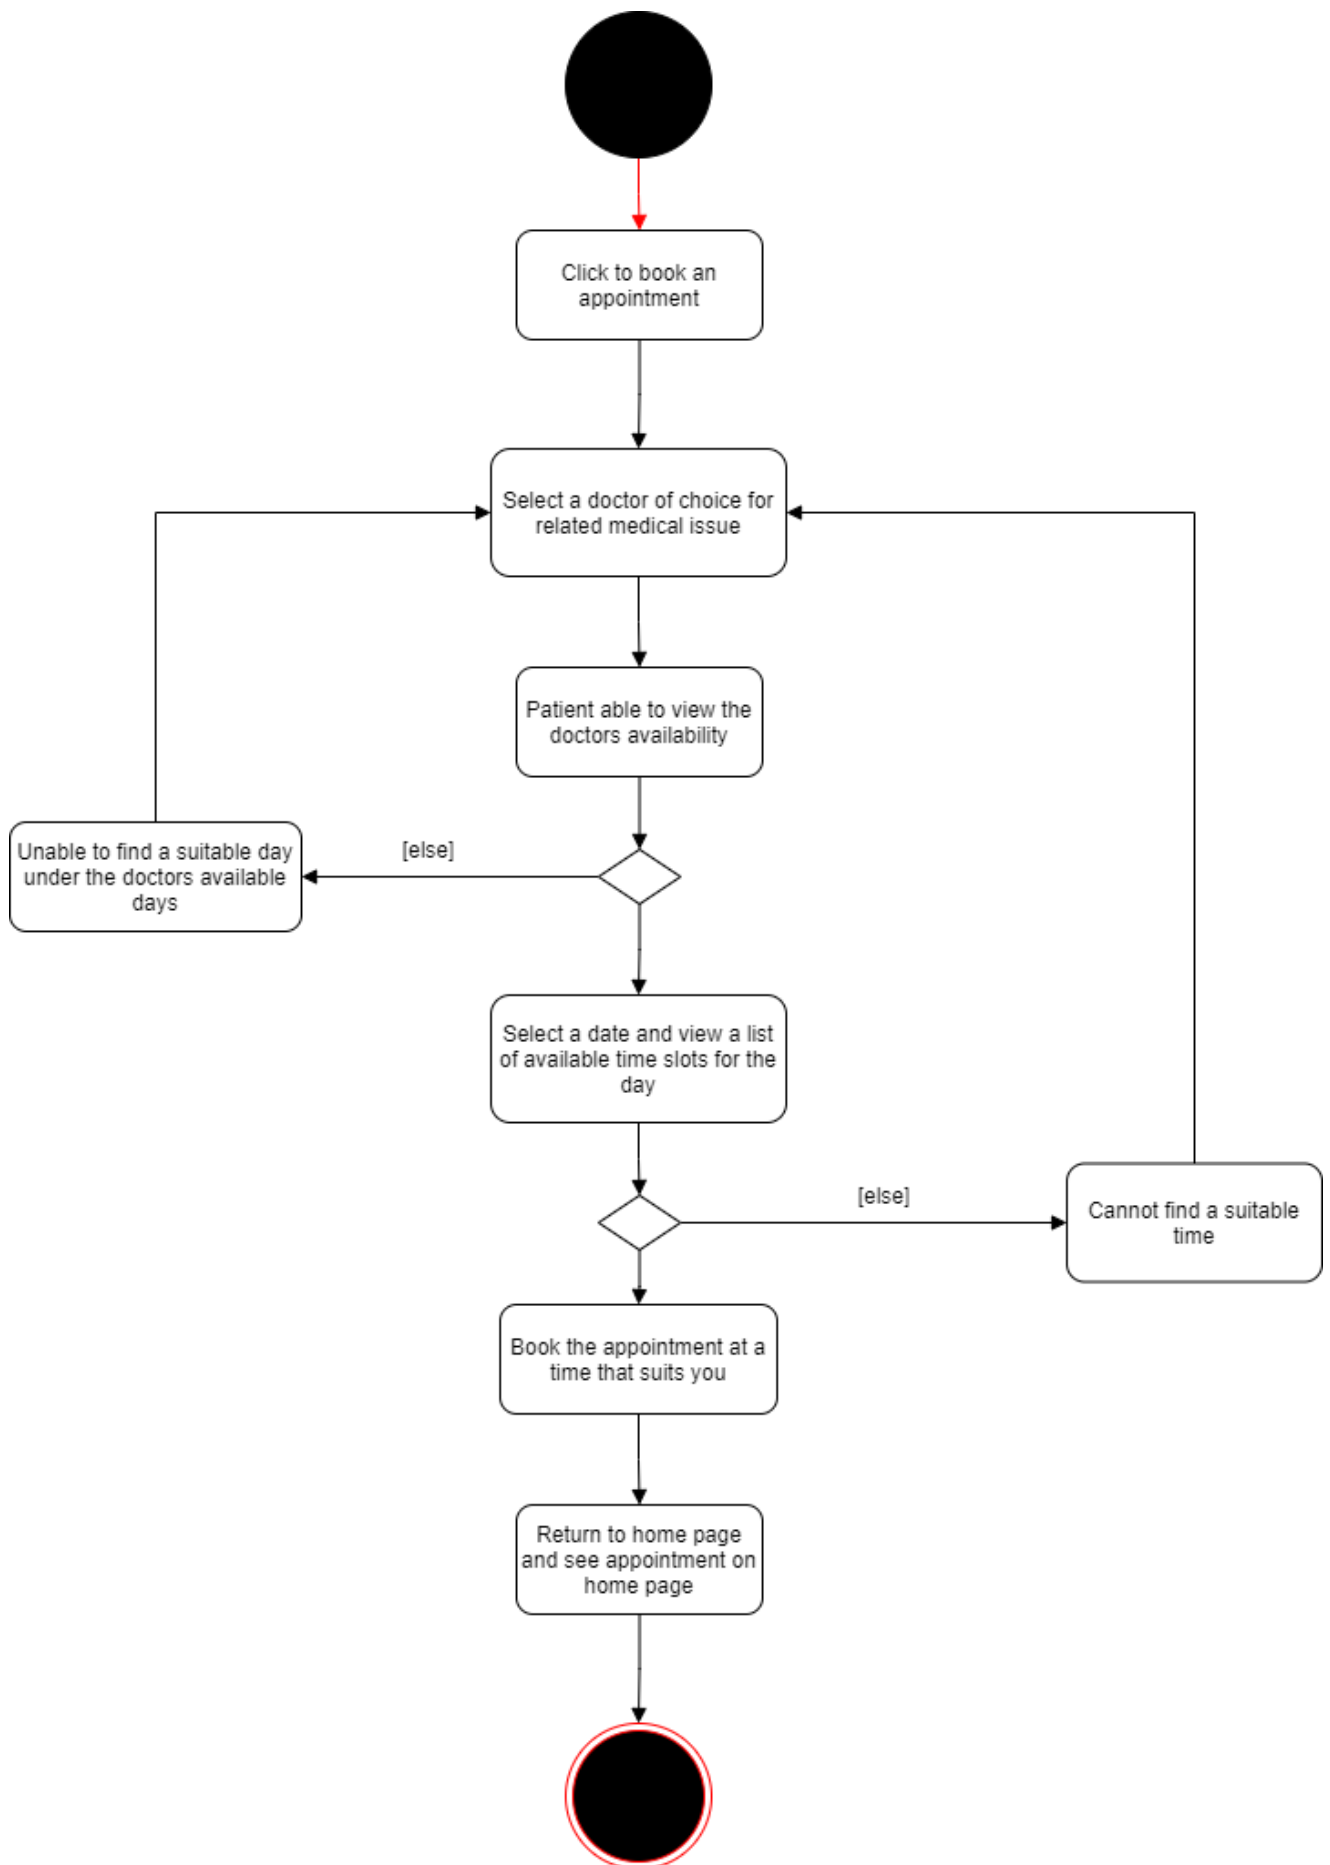 Click to book an
appointment
Select a doctor of choice for
related medical issue
Patient able to view the
doctors availability
Unable to find a suitable day
under the doctors available
days
[else]
Select a date and view a list
of available time slots for the
day
[else]
Cannot find a suitable
time
Book the appointment at a
time that suits you
Return to home page
and see appointment on
home page